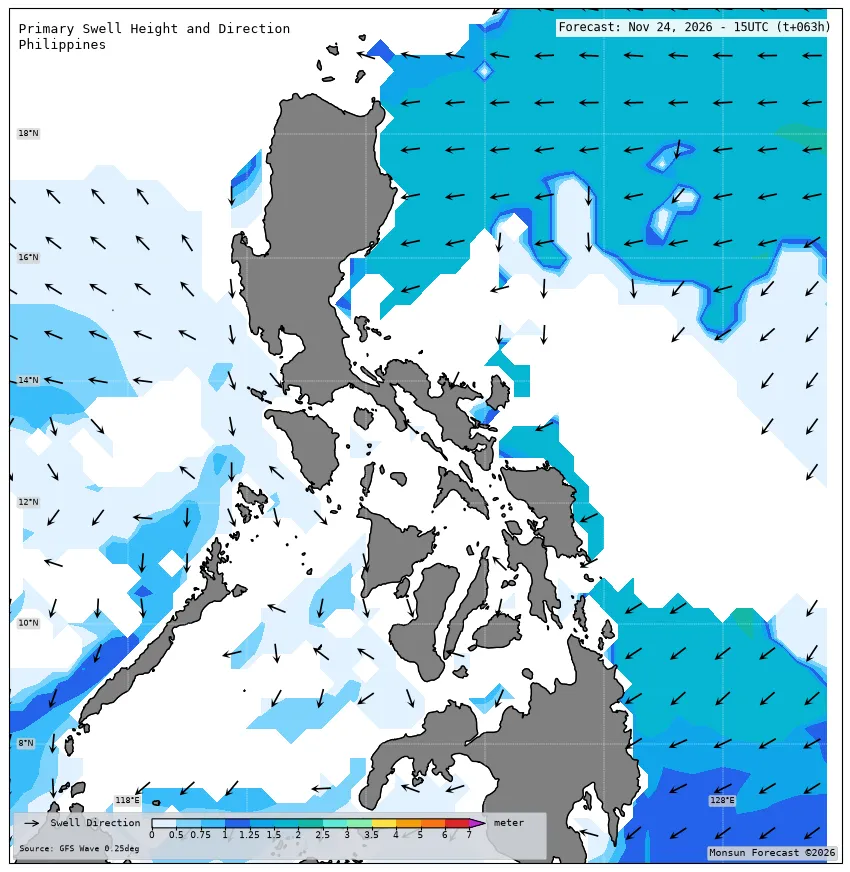 Primary Swell Height and Direction
Philippines
Forecast: Nov 24, 2026 - 15UTC (t+063h)
18°N
16°N
14°N
12°N
10°N
8°N
118°E
128°E
Swell Direction
0 0.5 0.75 1 1.25 1.5 2 2.5 3 3.5 4 5 6 7
meter
Source: GFS Wave 0.25deg
Monsun Forecast ©2026